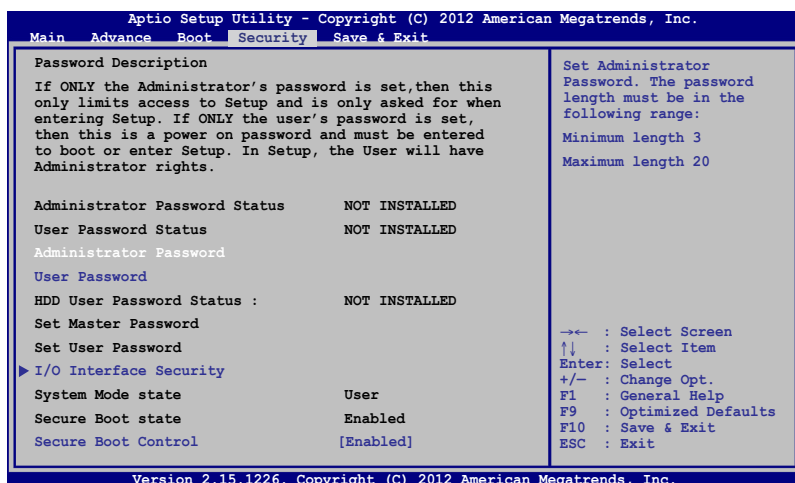 Aptio Setup Utility - Copyright (C) 2012 American Megatrends, Inc.
Main Advance Boot Security Save & Exit
Password Description
If ONLY the Administrator's password is set,then this
only limits access to Setup and is only asked for when
entering Setup. If ONLY the user's password is set,
then this is a power on password and must be entered
to boot or enter Setup. In Setup, the User will have
Administrator rights.
Administrator Password Status NOT INSTALLED
User Password Status NOT INSTALLED
Administrator Password
User Password
HDD User Password Status : NOT INSTALLED
Set Master Password
Set User Password
I/O Interface Security
System Mode state User
Secure Boot state Enabled
Secure Boot Control [Enabled]
Set Administrator
Password. The password
length must be in the
following range:
Minimum length 3
Maximum length 20
→← : Select Screen
↑↓ : Select Item
Enter: Select
+/— : Change Opt.
F1 : General Help
F9 : Optimized Defaults
F10 : Save & Exit
ESC : Exit
Version 2.15.1226. Copyright (C) 2012 American Megatrends, Inc.